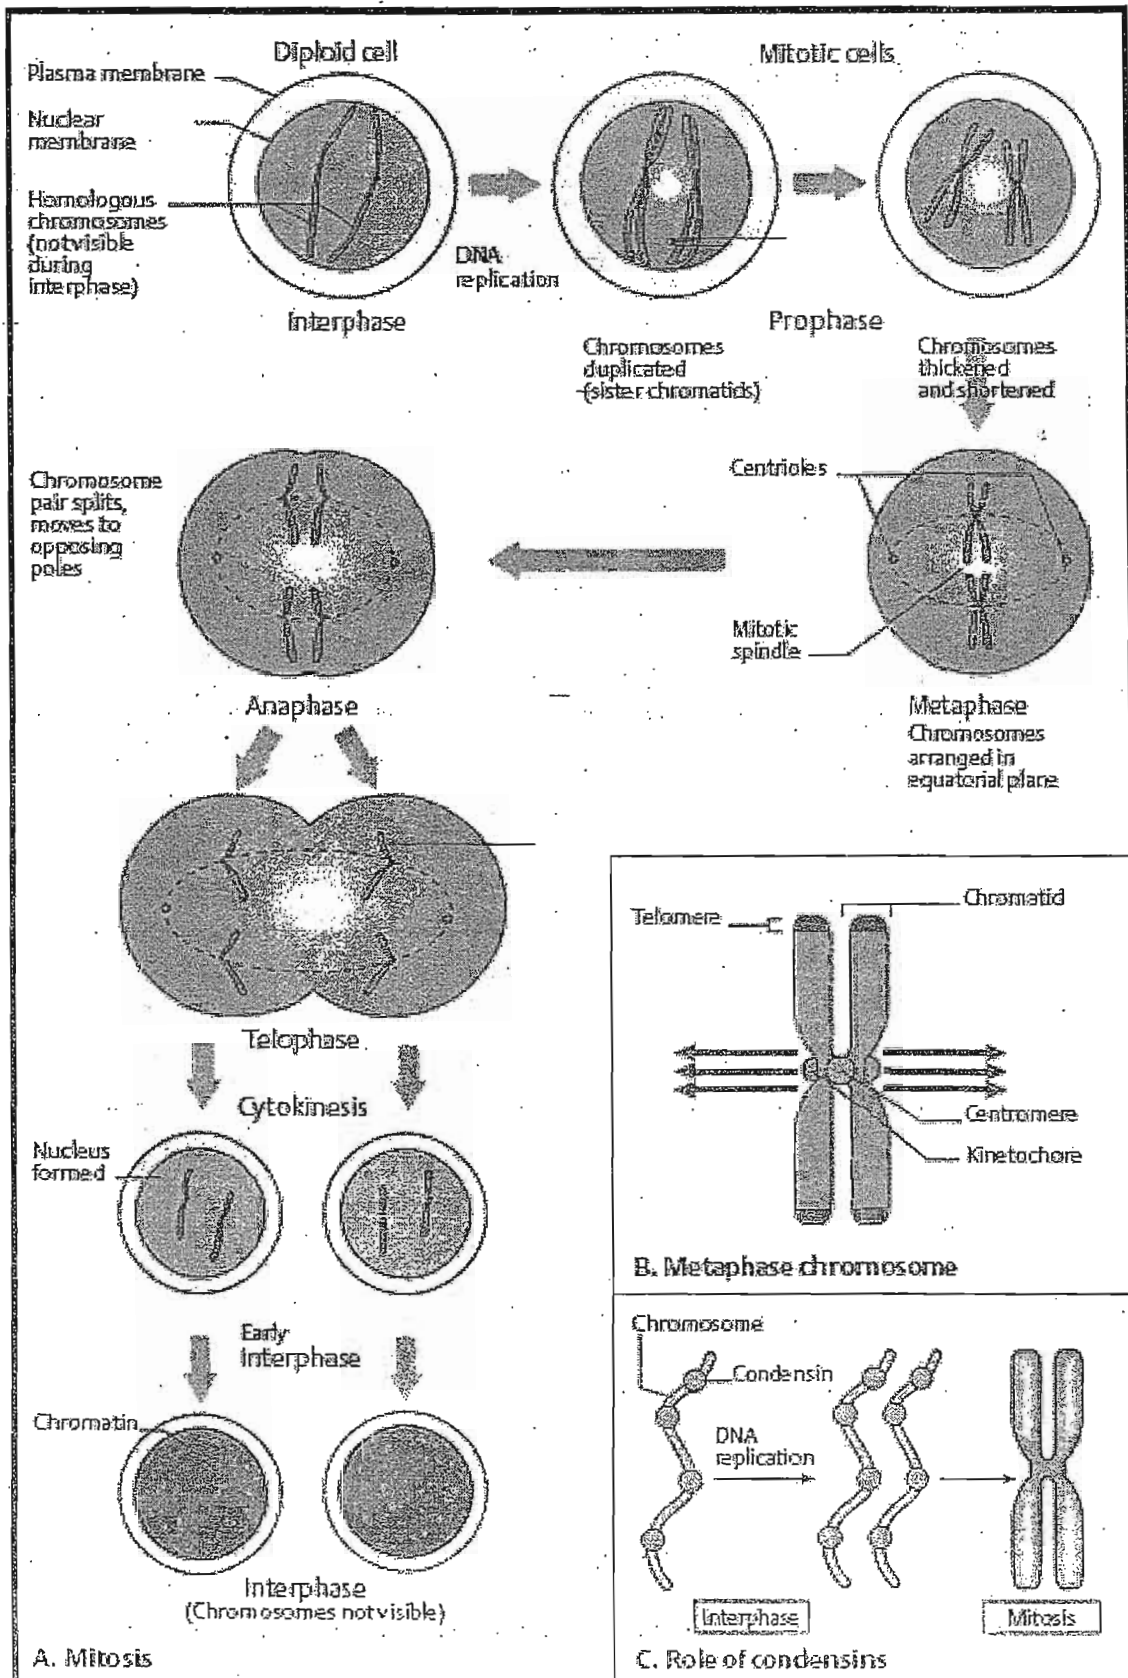 Diploid cell
Mitotic cells
Plasma membrane
Nuclear
membrane
Homologous
chromosomes
(not visible
during
interphase)
DNA
replication
Interphase
Prophase
Chromosomes
duplicated
(sister chromatids)
Chromosomes
thickened
and shortened
Chromosome
pair splits,
moves to
opposing
poles
Centrioles
Mitotic
spindle
Anaphase
Metaphase
Chromosomes
arranged in
equatorial plane
Telophase
Cytokinesis
Nucleus
formed
Early
Interphase
Chromatin
Interphase
(Chromosomes not visible)
A. Mitosis
Telomere
Chromatid
Centromere
Kinetochore
B. Metaphase chromosome
Chromosome
Condensin
DNA
replication
Interphase
Mitosis
C. Role of condensins